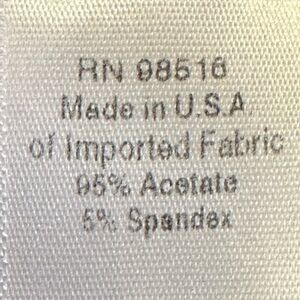 RN 98516
Made in U.S.A
of Imported Fabric
95% Acetate
5% Spandex